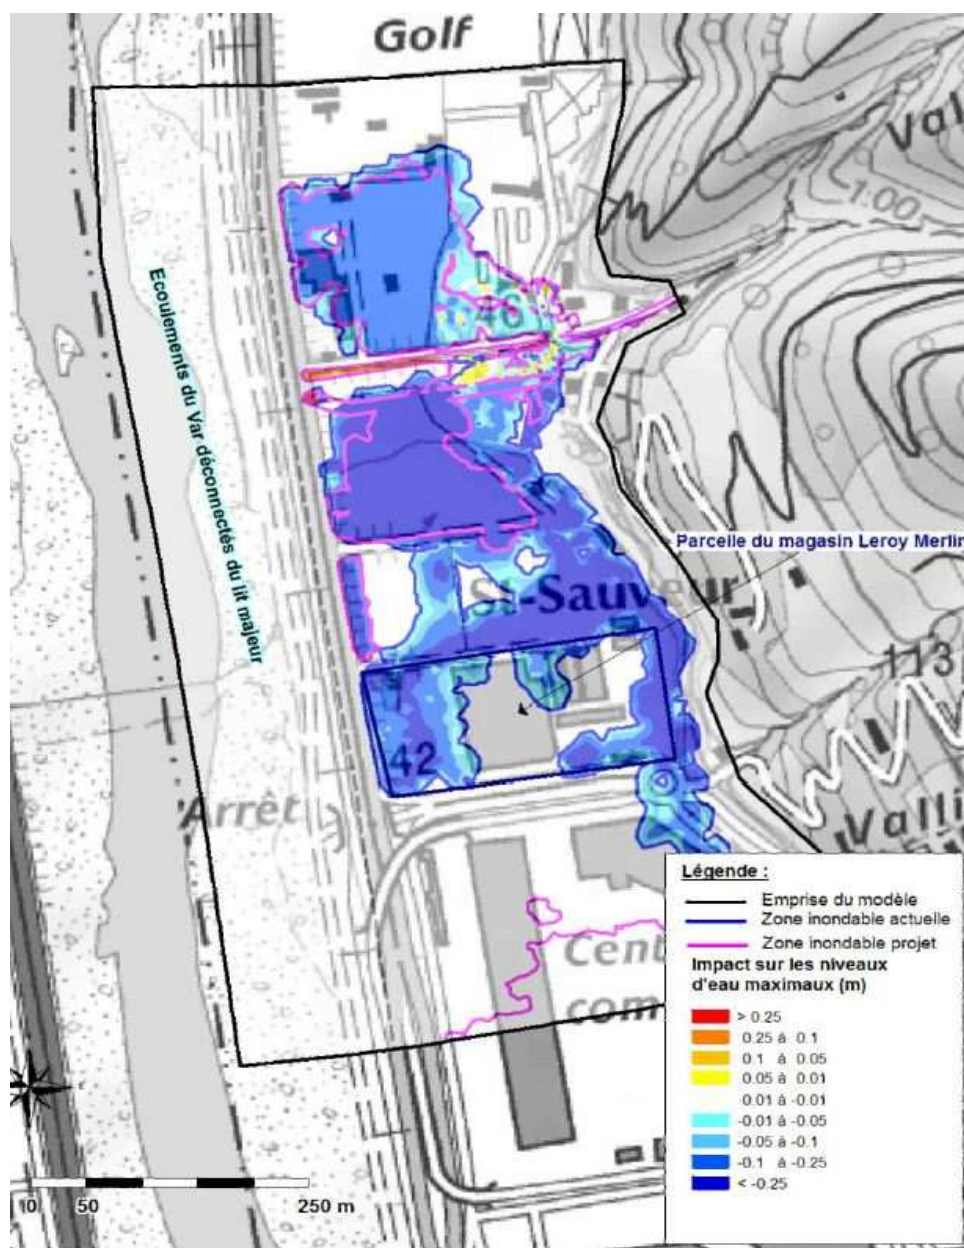 Golf
Val
1:00
46
Ecoulements du Var déconnectés du lit majeur
Parcelle du magasin Leroy Merlin
St-Sauveur
113
42
Arrêt
Valli
Cent
com
Légende :
Emprise du modèle
Zone inondable actuelle
Zone inondable projet
Impact sur les niveaux
d'eau maximaux (m)
> 0.25
0.25 à 0.1
0.1 à 0.05
0.05 à 0.01
0.01 à -0.01
-0.01 à -0.05
-0.05 à -0.1
-0.1 à -0.25
< -0.25
0 50 250 m